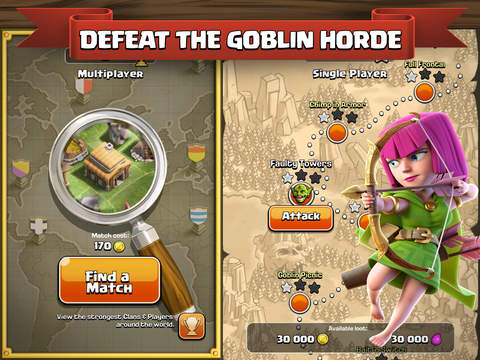 DEFEAT THE GOBLIN HORDE
Multiplayer
Match cost:
170
Find a
Match
View the strongest Clans & Players
around the world.
Single Player
Full Frontal
Chimp in Armor
Faulty Towers
Attack
Goblin Picnic
Available loot:
30 000
30 000